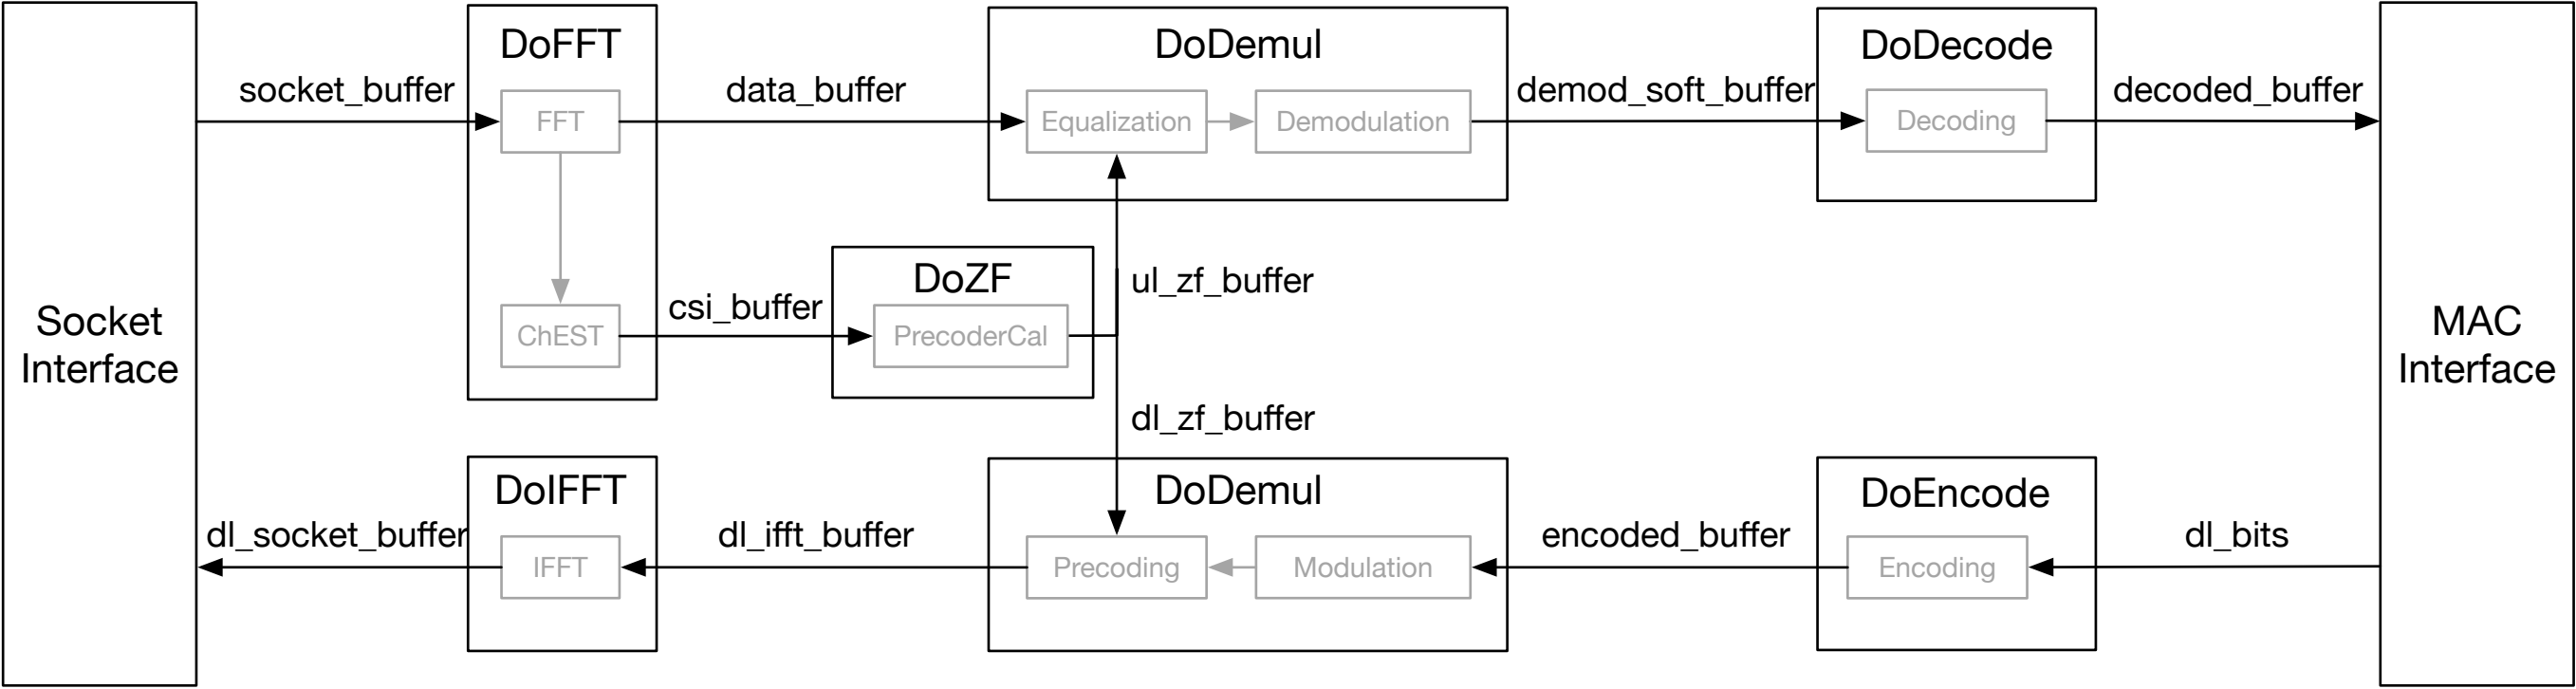 DoFFT
DoDemul
DoDecode
socket_buffer
data_buffer
demod_soft_buffer
decoded_buffer
FFT
Equalization
Demodulation
Decoding
DoZF
ul_zf_buffer
csi_buffer
Socket
Interface
ChEST
PrecoderCal
MAC
Interface
dl_zf_buffer
DoIFFT
DoDemul
DoEncode
dl_socket_buffer
dl_ifft_buffer
encoded_buffer
dl_bits
IFFT
Precoding
Modulation
Encoding